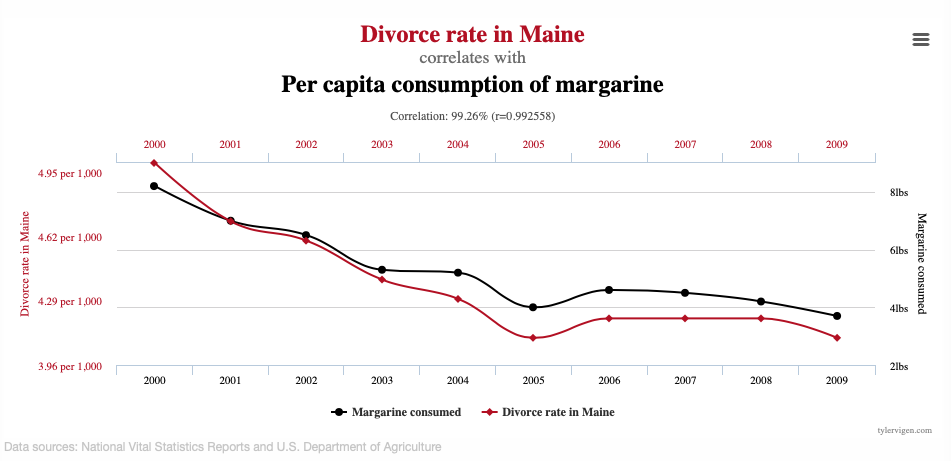 Divorce rate in Maine
correlates with
Per capita consumption of margarine
Correlation: 99.26% (r=0.992558)
2000 2001 2002 2003 2004 2005 2006 2007 2008 2009
4.95 per 1,000
8lbs
4.62 per 1,000
6lbs
4.29 per 1,000
4lbs
3.96 per 1,000
2lbs
Divorce rate in Maine
Margarine consumed
2000 2001 2002 2003 2004 2005 2006 2007 2008 2009
Margarine consumed Divorce rate in Maine
tylervigen.com
Data sources: National Vital Statistics Reports and U.S. Department of Agriculture